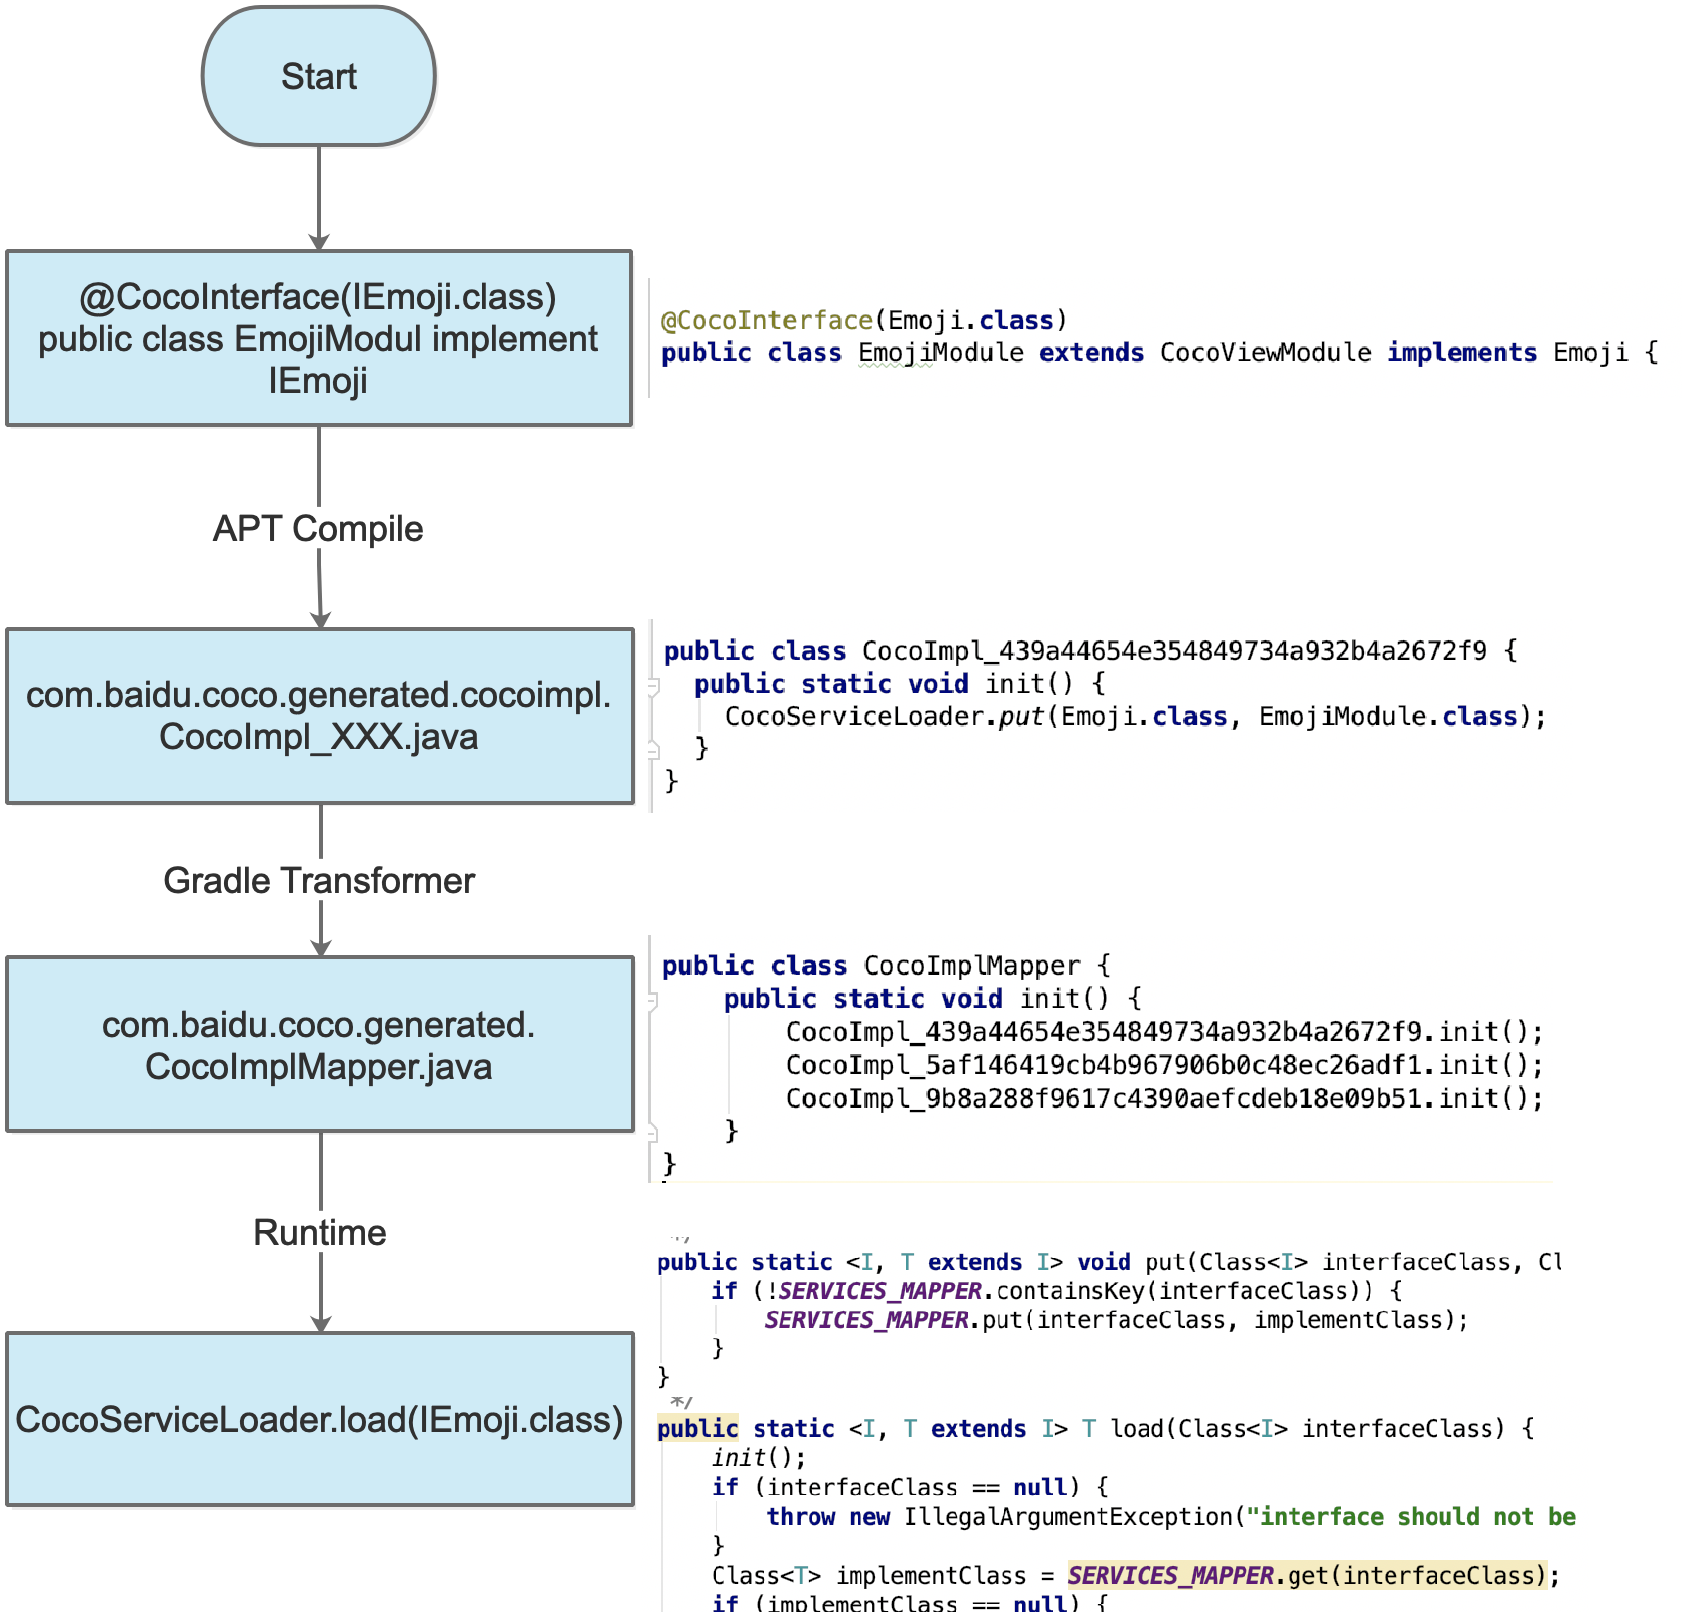 Start
@CocoInterface(IEmoji.class)
public class EmojiModul implement
IEmoji
@CocoInterface(Emoji.class)
public class EmojiModule extends CocoViewModule implements Emoji {
APT Compile
com.baidu.coco.generated.cocoimpl.
CocoImpl_XXX.java
public class CocoImpl_439a44654e354849734a932b4a2672f9 {
public static void init() {
CocoServiceLoader.put(Emoji.class, EmojiModule.class);
}
}
Gradle Transformer
com.baidu.coco.generated.
CocoImplMapper.java
public class CocoImplMapper {
public static void init() {
CocoImpl_439a44654e354849734a932b4a2672f9.init();
CocoImpl_5af146419cb4b967906b0c48ec26adf1.init();
CocoImpl_9b8a288f9617c4390aefcdeb18e09b51.init();
}
}
Runtime
CocoServiceLoader.load(IEmoji.class)
*/
public static <I, T extends I> void put(Class<I> interfaceClass, Cl
if (!SERVICES_MAPPER.containsKey(interfaceClass)) {
SERVICES_MAPPER.put(interfaceClass, implementClass);
}
}
*/
public static <I, T extends I> T load(Class<I> interfaceClass) {
init();
if (interfaceClass == null) {
throw new IllegalArgumentException("interface should not be
}
Class<T> implementClass = SERVICES_MAPPER.get(interfaceClass);
if (implementClass == null) {